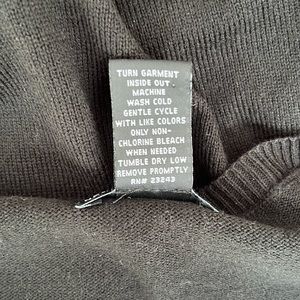 TURN GARMENT
INSIDE OUT
MACHINE
WASH COLD
GENTLE CYCLE
WITH LIKE COLORS
ONLY NON-
CHLORINE BLEACH
WHEN NEEDED
TUMBLE DRY LOW
REMOVE PROMPTLY
RN# 23243